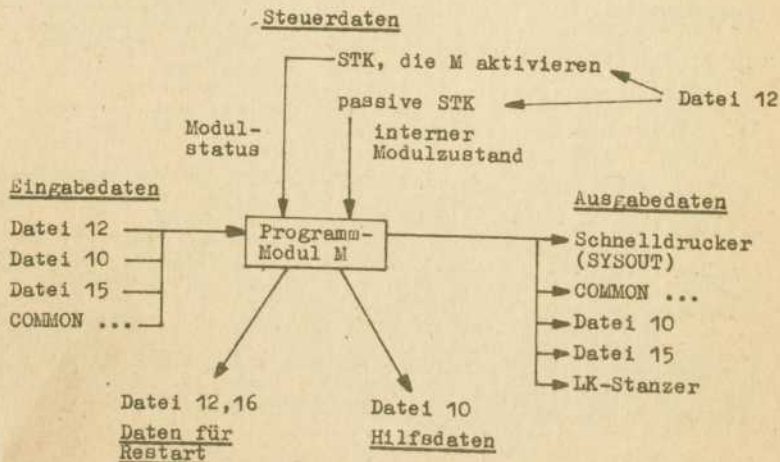 Steuerdaten
STK, die M aktivieren
passive STK
Datei 12
Modul-
status
interner
Modulzustand
Eingabedaten
Datei 12
Datei 10
Datei 15
COMMON ...
Programm-
Modul M
Ausgabedaten
Schnelldrucker
(SYSOUT)
COMMON ...
Datei 10
Datei 15
LK-Stanzer
Datei 12,16
Daten für
Restart
Datei 10
Hilfsdaten